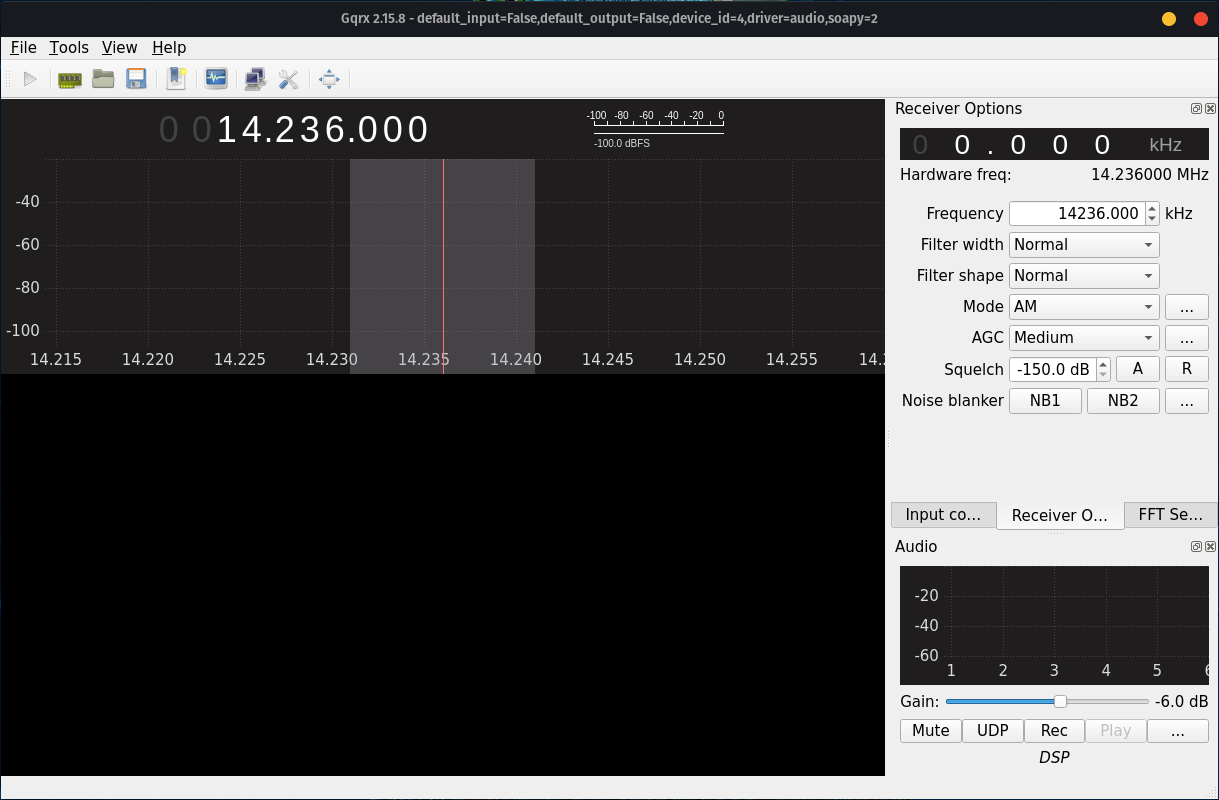 Gqrx 2.15.8 - default_input=False,default_output=False,device_id=4,driver=audio,soapy=2
File Tools View Help
0 014.236.000
-100 -80 -60 -40 -20 0
-100.0 dBFS
-40
-60
-80
-100
14.215 14.220 14.225 14.230 14.235 14.240 14.245 14.250 14.255 14.2
Receiver Options
0 0.000 kHz
Hardware freq: 14.236000 MHz
Frequency 14236.000 kHz
Filter width Normal
Filter shape Normal
Mode AM ...
AGC Medium ...
Squelch -150.0 dB A R
Noise blanker NB1 NB2 ...
Input co... Receiver O... FFT Se...
Audio
-20
-40
-60
1 2 3 4 5 6
Gain: -6.0 dB
Mute UDP Rec Play ...
DSP